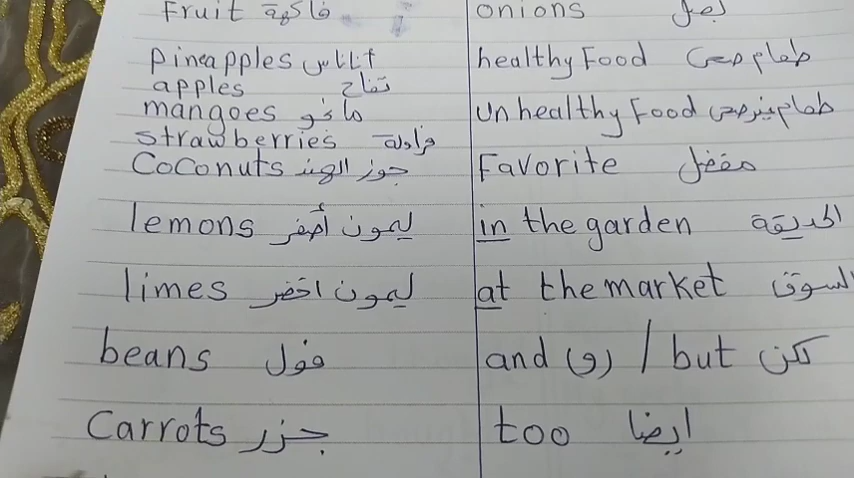 Fruit فاكهة
pineapples أناناس
apples تفاح
mangoes مانجو
strawberries فراولة
Coconuts جوز الهند
lemons ليمون أصفر
limes ليمون اخضر
beans فول
Carrots جزر
onions بصل
healthy Food طعام صحي
Unhealthy Food طعام غير صحي
Favorite مفضل
in the garden الحديقة
at the market السوق
and (و) / but لكن
too ايضا